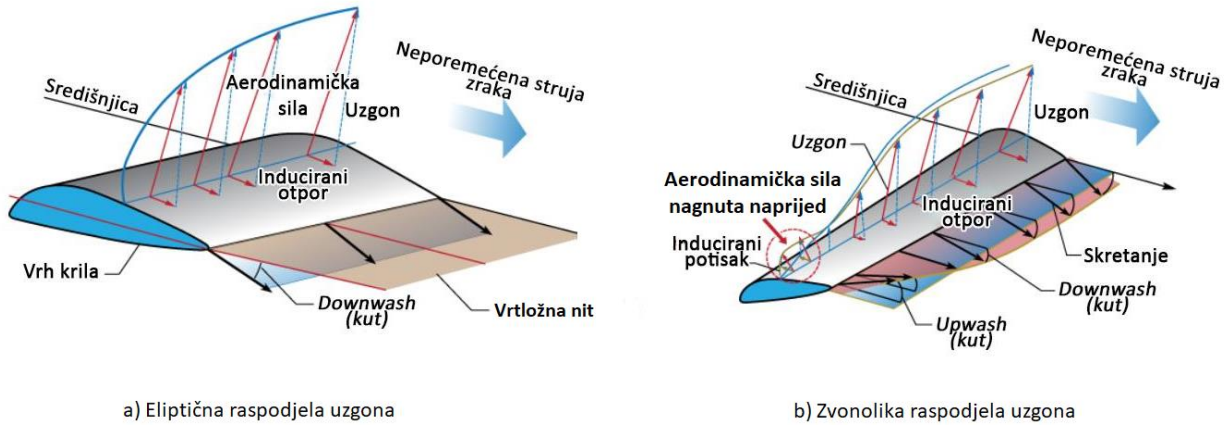 Neporemećena struja
zraka
Središnjica
Aerodinamička
sila
Uzgon
Inducirani
otpor
Vrh krila
Downwash
(kut)
Vrtložna nit
a) Eliptična raspodjela uzgona
Neporemećena struja
zraka
Središnjica
Uzgon
Uzgon
Aerodinamička sila
nagnuta naprijed
Inducirani
otpor
Inducirani
potisak
Skretanje
Downwash
(kut)
Upwash
(kut)
b) Zvonolika raspodjela uzgona